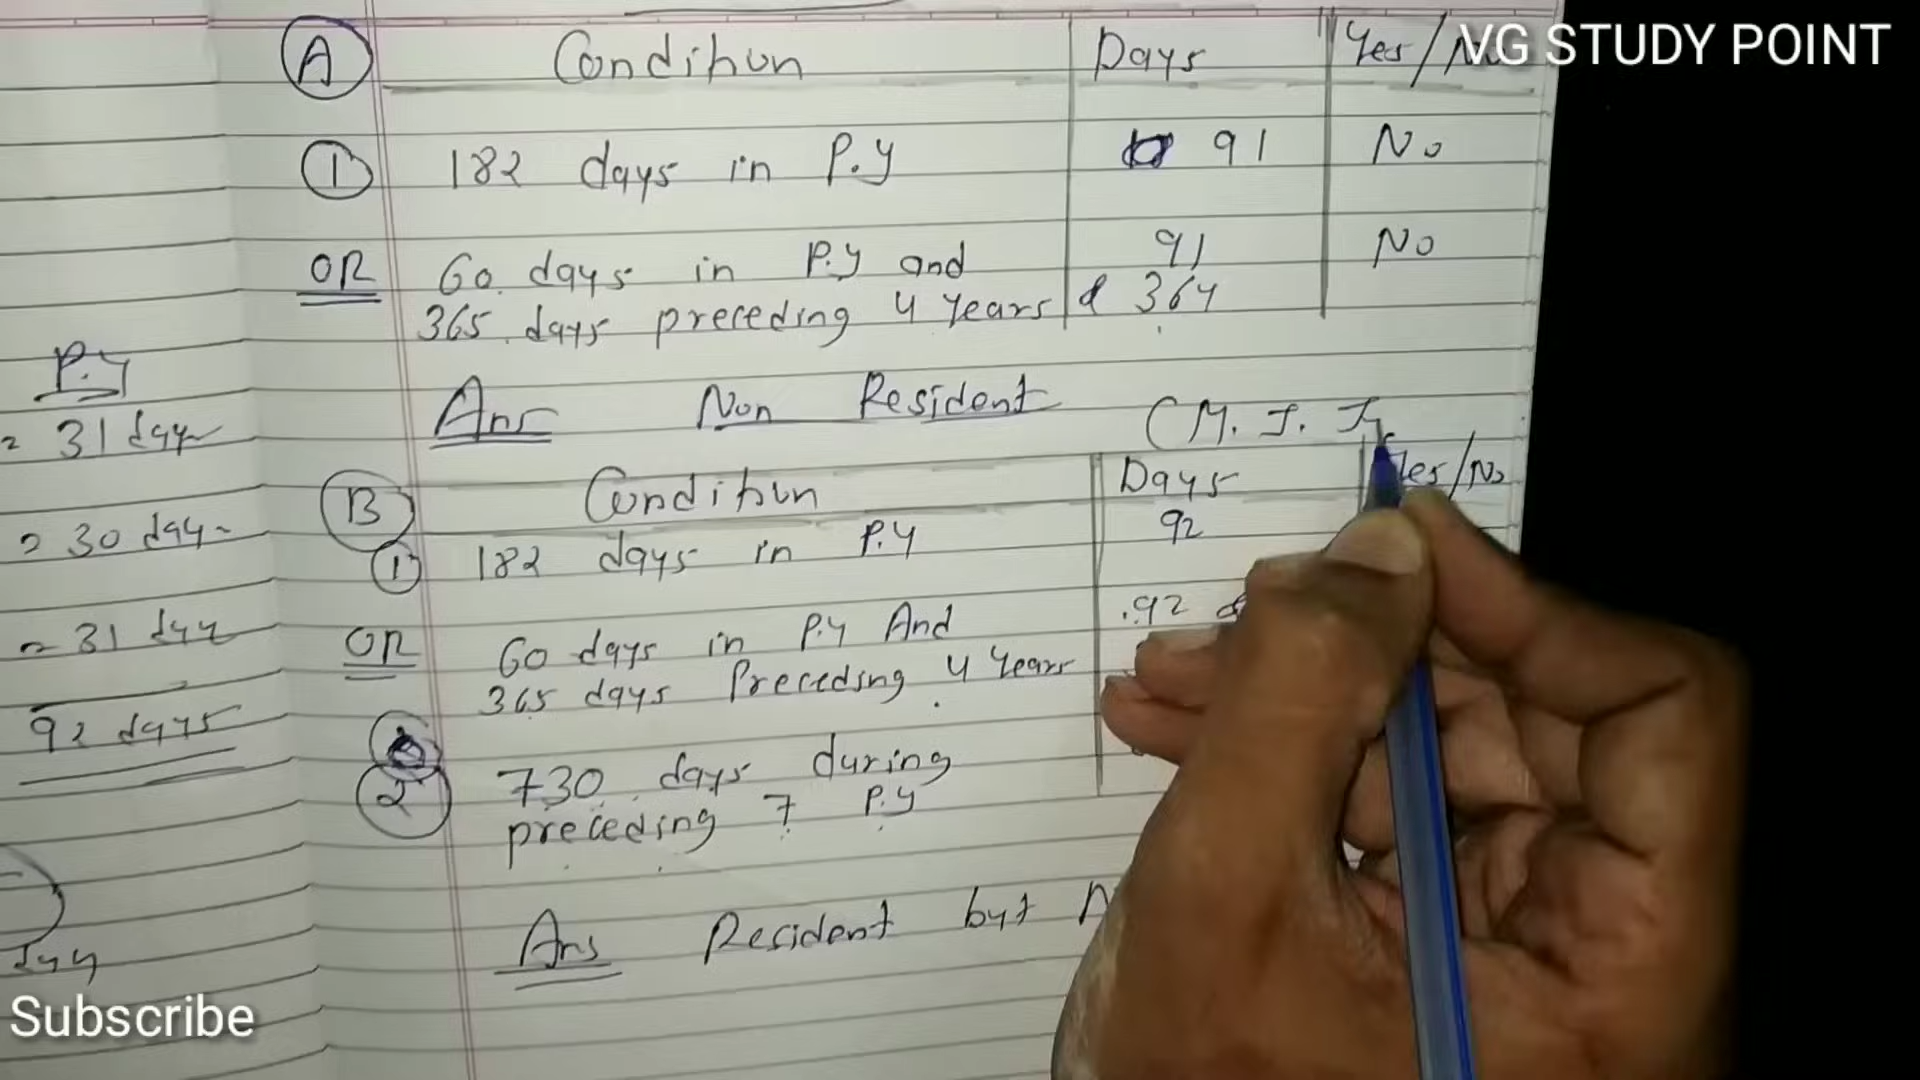 VG STUDY POINT
A Condition Days Yes/No
1 182 days in P.Y 91 No
OR 60 days in P.Y and 91 No
365 days preceding 4 Years & 364
Ans Non Resident (M. J. J
B Condition Days Yes/No
1 182 days in P.Y 92
OR 60 days in P.Y And .92 &
365 days Preceding 4 Years
2 730 days during
preceding 7 P.Y
Ans Resident but N
P.Y
= 31 day
= 30 day
= 31 day
92 days
day
Subscribe